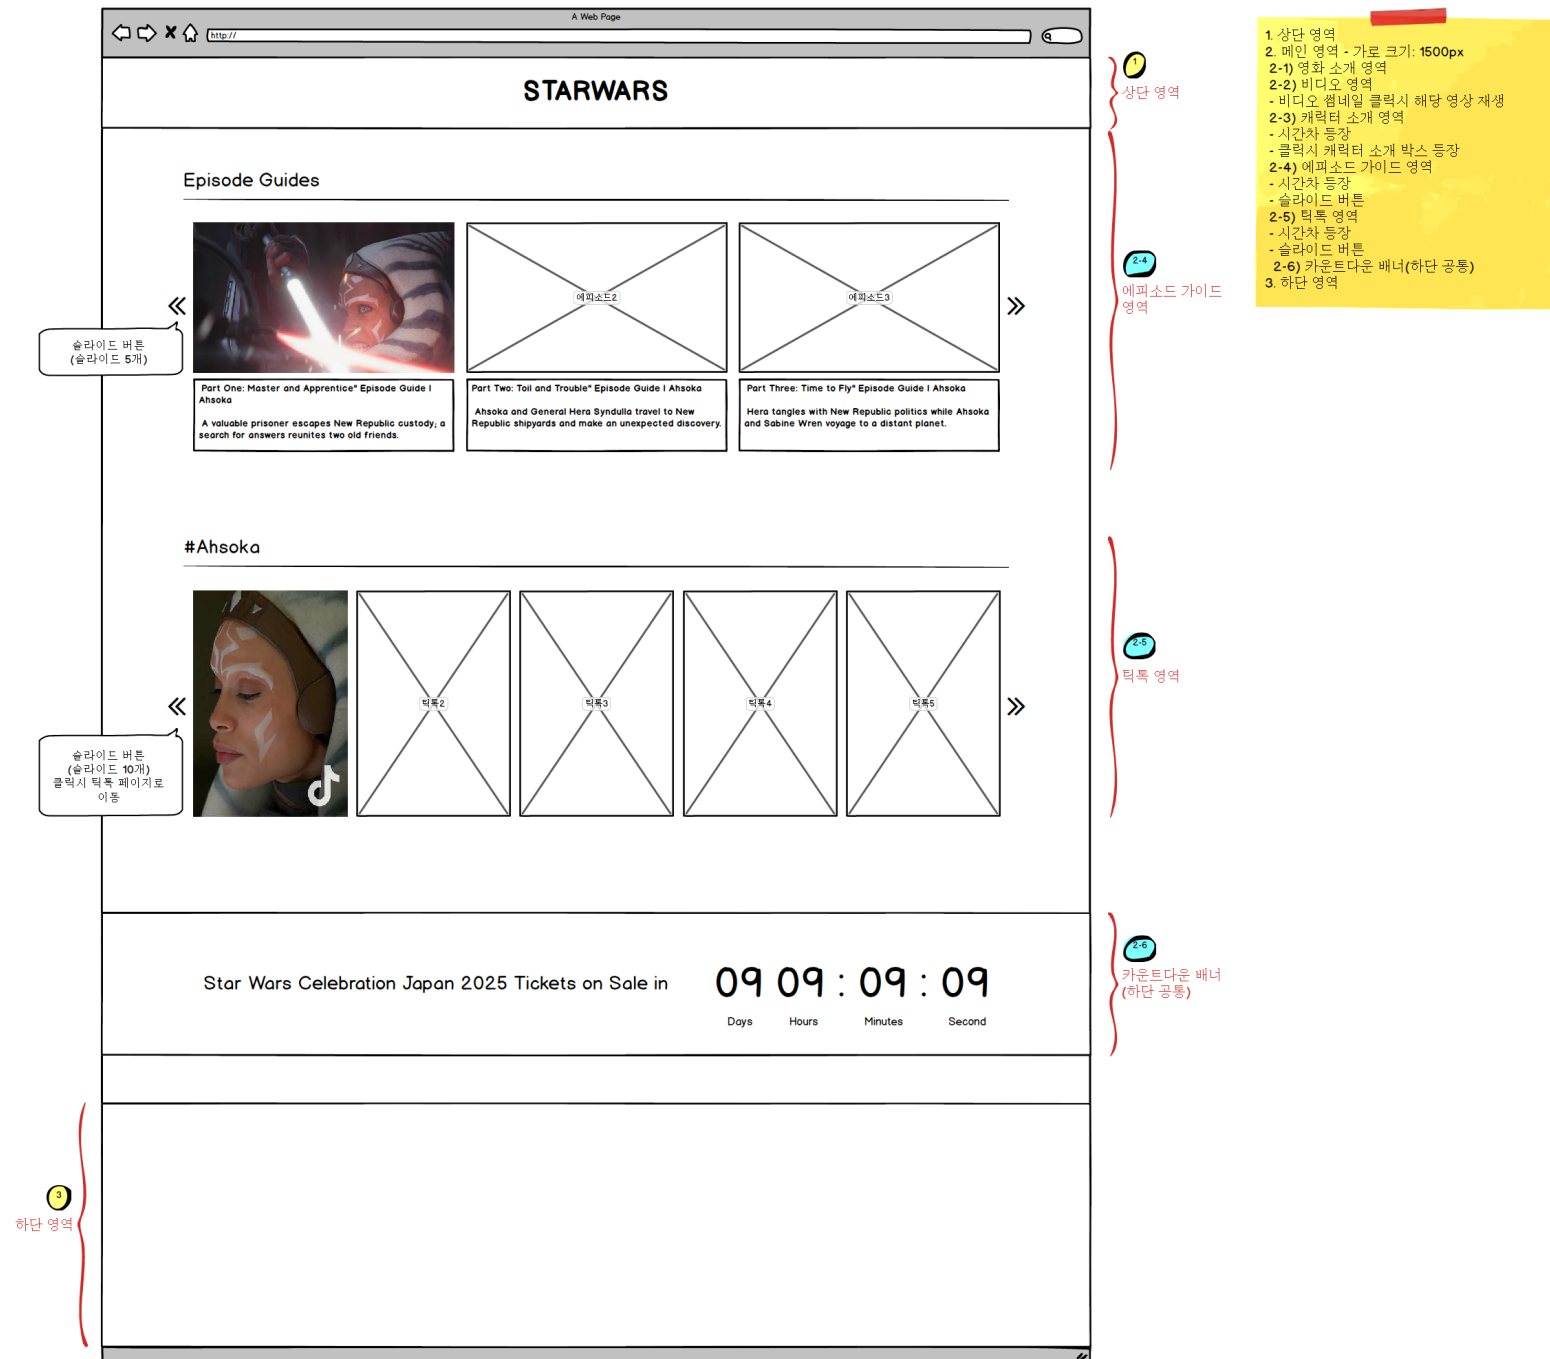 A Web Page
http://
STARWARS
1
상단 영역
1. 상단 영역
2. 메인 영역 - 가로 크기: 1500px
2-1) 영화 소개 영역
2-2) 비디오 영역
- 비디오 썸네일 클릭시 해당 영상 재생
2-3) 캐릭터 소개 영역
- 시간차 등장
- 클릭시 캐릭터 소개 박스 등장
2-4) 에피소드 가이드 영역
- 시간차 등장
- 슬라이드 버튼
2-5) 틱톡 영역
- 시간차 등장
- 슬라이드 버튼
2-6) 카운트다운 배너(하단 공통)
3. 하단 영역
Episode Guides
에피소드2
에피소드3
2-4
에피소드 가이드
영역
슬라이드 버튼
(슬라이드 5개)
Part One: Master and Apprentice" Episode Guide I
Ahsoka
A valuable prisoner escapes New Republic custody; a
search for answers reunites two old friends.
Part Two: Toil and Trouble" Episode Guide I Ahsoka
Ahsoka and General Hera Syndulla travel to New
Republic shipyards and make an unexpected discovery.
Part Three: Time to Fly" Episode Guide I Ahsoka
Hera tangles with New Republic politics while Ahsoka
and Sabine Wren voyage to a distant planet.
#Ahsoka
틱톡2
틱톡3
틱톡4
틱톡5
2-5
틱톡 영역
슬라이드 버튼
(슬라이드 10개)
클릭시 틱톡 페이지로
이동
Star Wars Celebration Japan 2025 Tickets on Sale in
09 09 : 09 : 09
Days Hours Minutes Second
2-6
카운트다운 배너
(하단 공통)
3
하단 영역